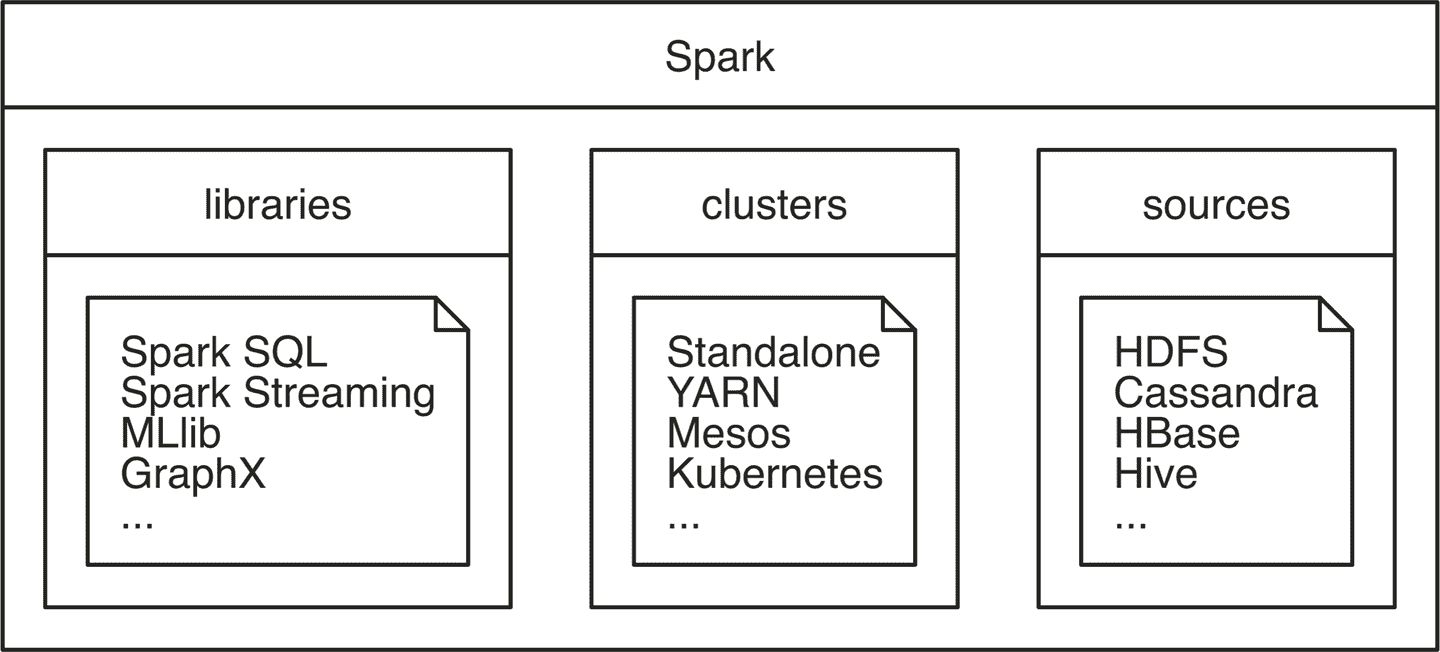 Spark
libraries
Spark SQL
Spark Streaming
MLlib
GraphX
...
clusters
Standalone
YARN
Mesos
Kubernetes
...
sources
HDFS
Cassandra
HBase
Hive
...